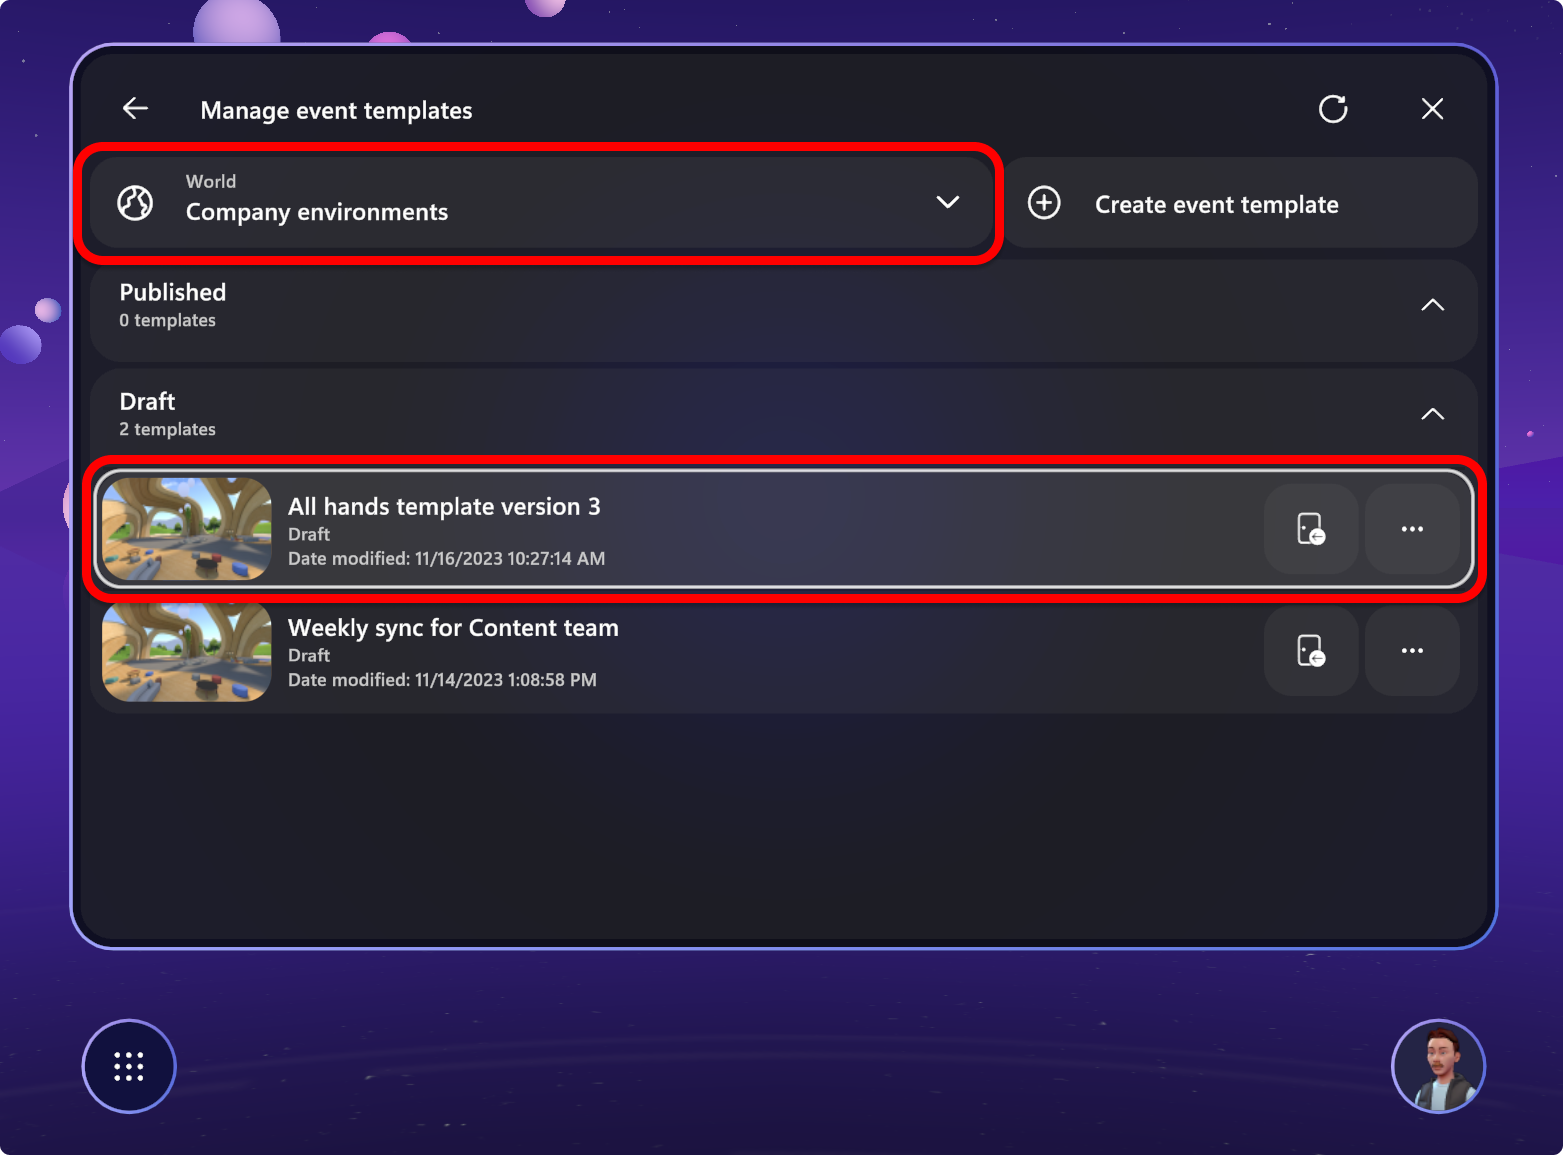 Manage event templates
World
Company environments
Create event template
Published
0 templates
Draft
2 templates
All hands template version 3
Draft
Date modified: 11/16/2023 10:27:14 AM
Weekly sync for Content team
Draft
Date modified: 11/14/2023 1:08:58 PM